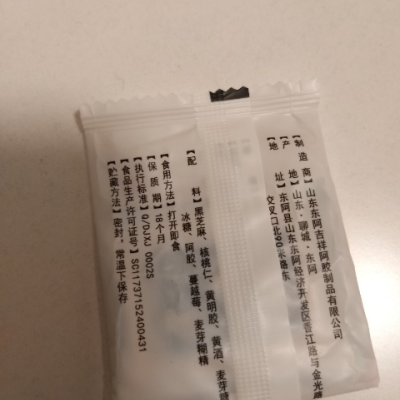 【制造商】山东东阿吉祥阿胶制品有限公司
【产地】山东·聊城·东阿
【地址】东阿县山东东阿经济开发区香江路与金光
交叉口北90米路东
【配料】黑芝麻、核桃仁、黄明胶、黄酒、麦芽糖
冰糖、阿胶、蔓越莓、麦芽糊精
【食用方法】打开即食
【保质期】18个月
【执行标准】Q/DJXJ 0002S
【食品生产许可证号】SC11737152400431
【贮藏方法】密封，常温下保存